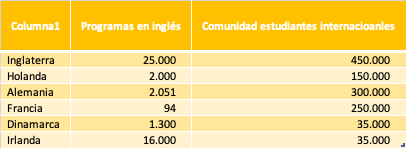 Columna1 Programas en Inglés Comunidad estudiantes internacioanles
Inglaterra 25.000 450.000
Holanda 2.000 150.000
Alemania 2.051 300.000
Francia 94 250.000
Dinamarca 1.300 35.000
Irlanda 16.000 35.000